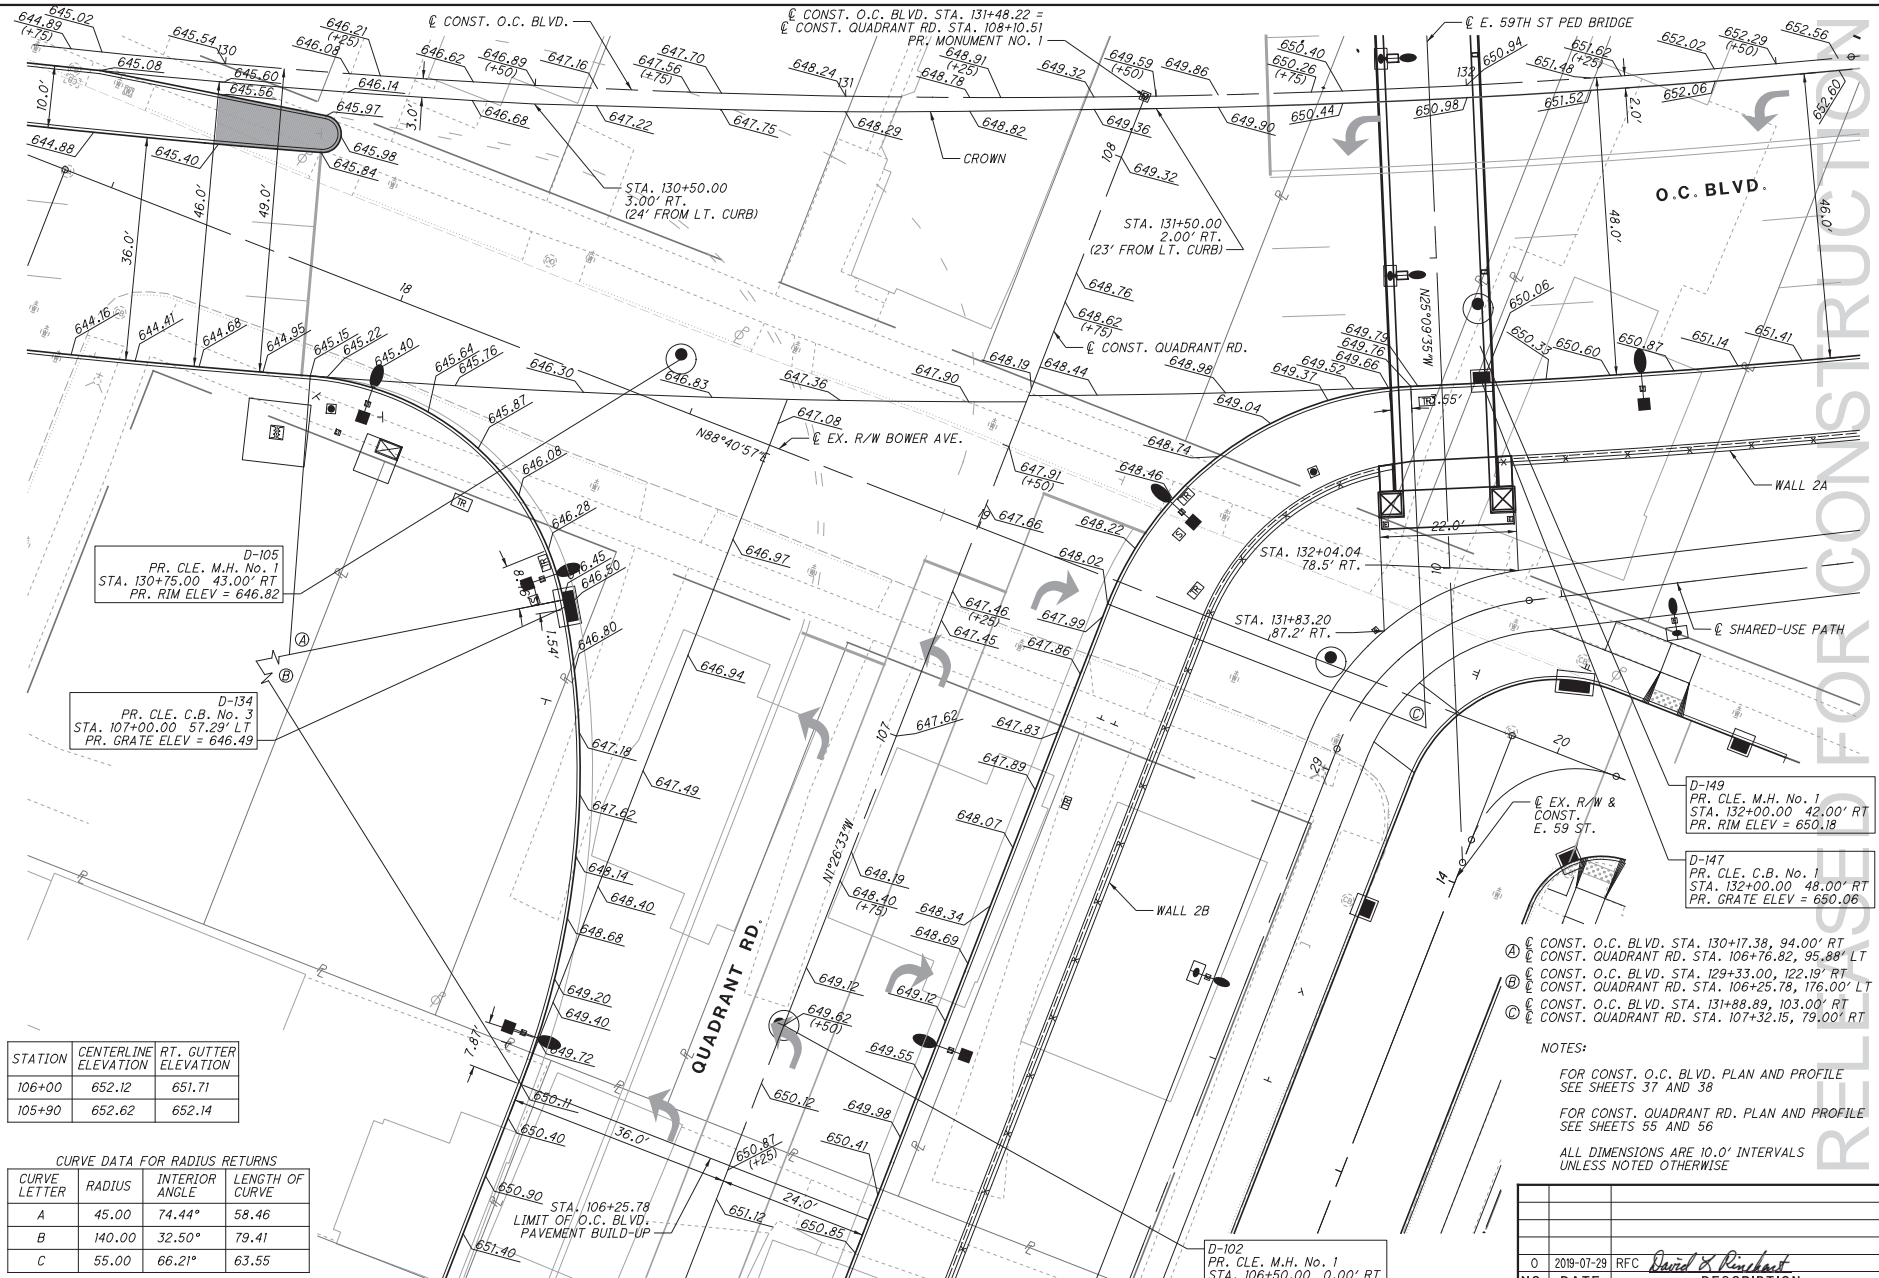 645.02
644.89
(+75)
645.54
130
645.08
645.60
645.56
646.21
(+25)
646.08
646.14
646.62
646.89
(+50)
647.16
647.70
647.56
(+75)
648.24
131
648.91
(+25)
648.78
649.32
649.59
(+50)
649.86
650.40
650.26
(+75)
132
650.94
651.62
(+25)
651.48
652.02
652.29
(+50)
652.56
652.60
℄ CONST. O.C. BLVD.
℄ CONST. O.C. BLVD. STA. 131+48.22 =
℄ CONST. QUADRANT RD. STA. 108+10.51
PR. MONUMENT NO. 1
℄ E. 59TH ST PED BRIDGE
10.0'
3.0'
2.0'
644.88
645.40
645.97
645.98
645.84
646.68
647.22
647.75
648.29
648.82
649.36
649.90
650.44
650.98
651.52
652.06
CROWN
STA. 130+50.00
3.00' RT.
(24' FROM LT. CURB)
STA. 131+50.00
2.00' RT.
(23' FROM LT. CURB)
O.C. BLVD.
36.0'
46.0'
49.0'
48.0'
46.0'
18
108
649.32
648.76
648.62
(+75)
℄ CONST. QUADRANT RD.
N25°09'35"W
644.16
644.41
644.68
644.95
645.15
645.22
645.40
645.64
645.76
646.30
646.83
647.36
647.90
648.19
648.44
648.98
649.37
649.52
649.66
649.76
649.79
650.06
650.33
650.60
650.87
651.14
651.41
645.87
646.08
646.28
646.45
646.50
646.80
647.08
℄ EX. R/W BOWER AVE.
N88°40'57"E
647.91
(+50)
649.04
648.74
648.46
648.22
648.02
647.99
647.86
647.83
647.89
648.07
648.34
648.69
649.12
649.55
649.98
650.41
650.85
WALL 2A
22.0'
STA. 132+04.04
78.5' RT.
STA. 131+83.20
87.2' RT.
℄ SHARED-USE PATH
D-105
PR. CLE. M.H. No. 1
STA. 130+75.00 43.00' RT
PR. RIM ELEV = 646.82
1.54'
A
B
C
D-134
PR. CLE. C.B. No. 3
STA. 107+00.00 57.29' LT
PR. GRATE ELEV = 646.49
19
647.66
646.97
647.46
(+25)
647.45
646.94
107
647.62
647.18
647.49
647.62
N1°26'33"W
648.14
648.40
648.19
648.40
(+75)
648.68
649.20
649.40
649.72
649.12
649.62
(+50)
650.12
QUADRANT RD.
WALL 2B
20
29
10
14
℄ EX. R/W &
CONST.
E. 59 ST.
D-149
PR. CLE. M.H. No. 1
STA. 132+00.00 42.00' RT
PR. RIM ELEV = 650.18
D-147
PR. CLE. C.B. No. 1
STA. 132+00.00 48.00' RT
PR. GRATE ELEV = 650.06
A ℄ CONST. O.C. BLVD. STA. 130+17.38, 94.00' RT
℄ CONST. QUADRANT RD. STA. 106+76.82, 95.88' LT
B ℄ CONST. O.C. BLVD. STA. 129+33.00, 122.19' RT
℄ CONST. QUADRANT RD. STA. 106+25.78, 176.00' LT
C ℄ CONST. O.C. BLVD. STA. 131+88.89, 103.00' RT
℄ CONST. QUADRANT RD. STA. 107+32.15, 79.00' RT
NOTES:
FOR CONST. O.C. BLVD. PLAN AND PROFILE
SEE SHEETS 37 AND 38
FOR CONST. QUADRANT RD. PLAN AND PROFILE
SEE SHEETS 55 AND 56
ALL DIMENSIONS ARE 10.0' INTERVALS
UNLESS NOTED OTHERWISE
7.87'
650.11
650.40
36.0'
650.87
(+25)
24.0'
650.90
651.12
651.40
STA. 106+25.78
LIMIT OF O.C. BLVD.
PAVEMENT BUILD-UP
D-102
PR. CLE. M.H. No. 1
STA. 106+50.00 0.00' RT
STATION CENTERLINE ELEVATION RT. GUTTER ELEVATION
106+00 652.12 651.71
105+90 652.62 652.14
CURVE DATA FOR RADIUS RETURNS
CURVE LETTER RADIUS INTERIOR ANGLE LENGTH OF CURVE
A 45.00 74.44° 58.46
B 140.00 32.50° 79.41
C 55.00 66.21° 63.55
0 2019-07-29 RFC David L Rinehart
NO. DATE DESCRIPTION
RELEASED FOR CONSTRUCTION